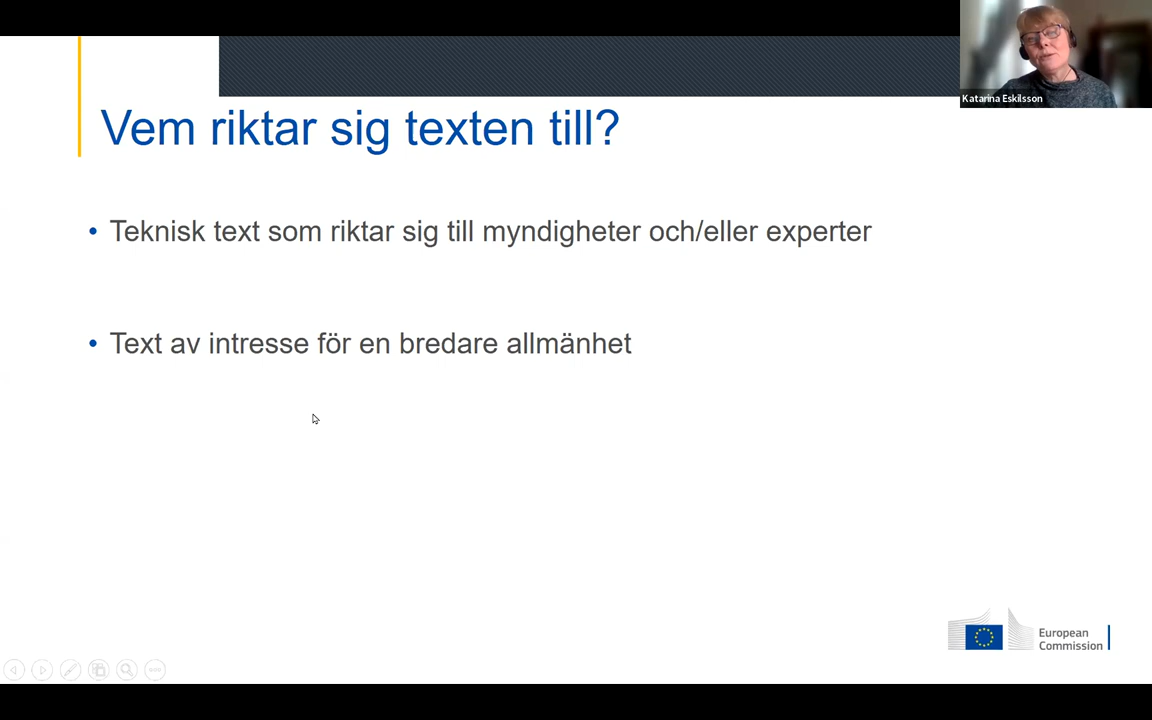 Katarina Eskilsson
Vem riktar sig texten till?
• Teknisk text som riktar sig till myndigheter och/eller experter
• Text av intresse för en bredare allmänhet
European
Commission